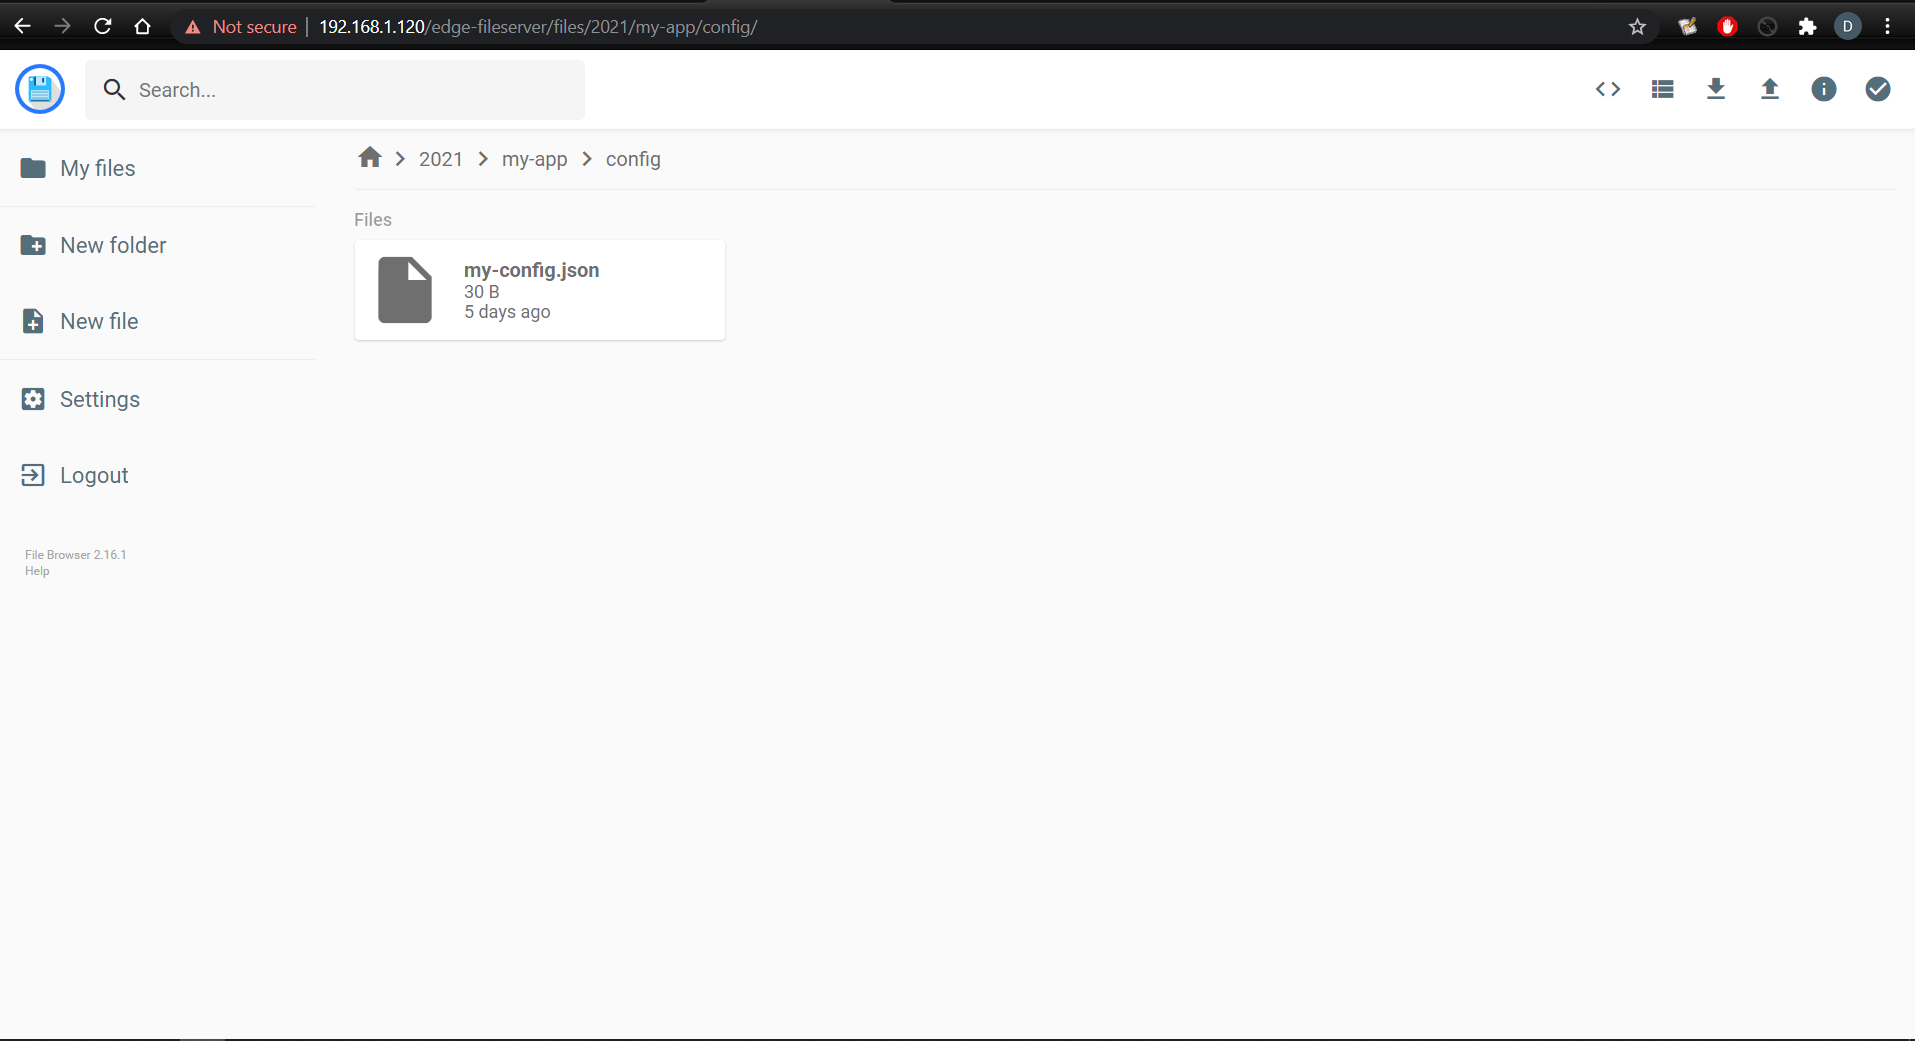 Not secure | 192.168.1.120/edge-fileserver/files/2021/my-app/config/
D
Search...
My files
New folder
New file
Settings
Logout
File Browser 2.16.1
Help
2021 my-app config
Files
my-config.json
30 B
5 days ago